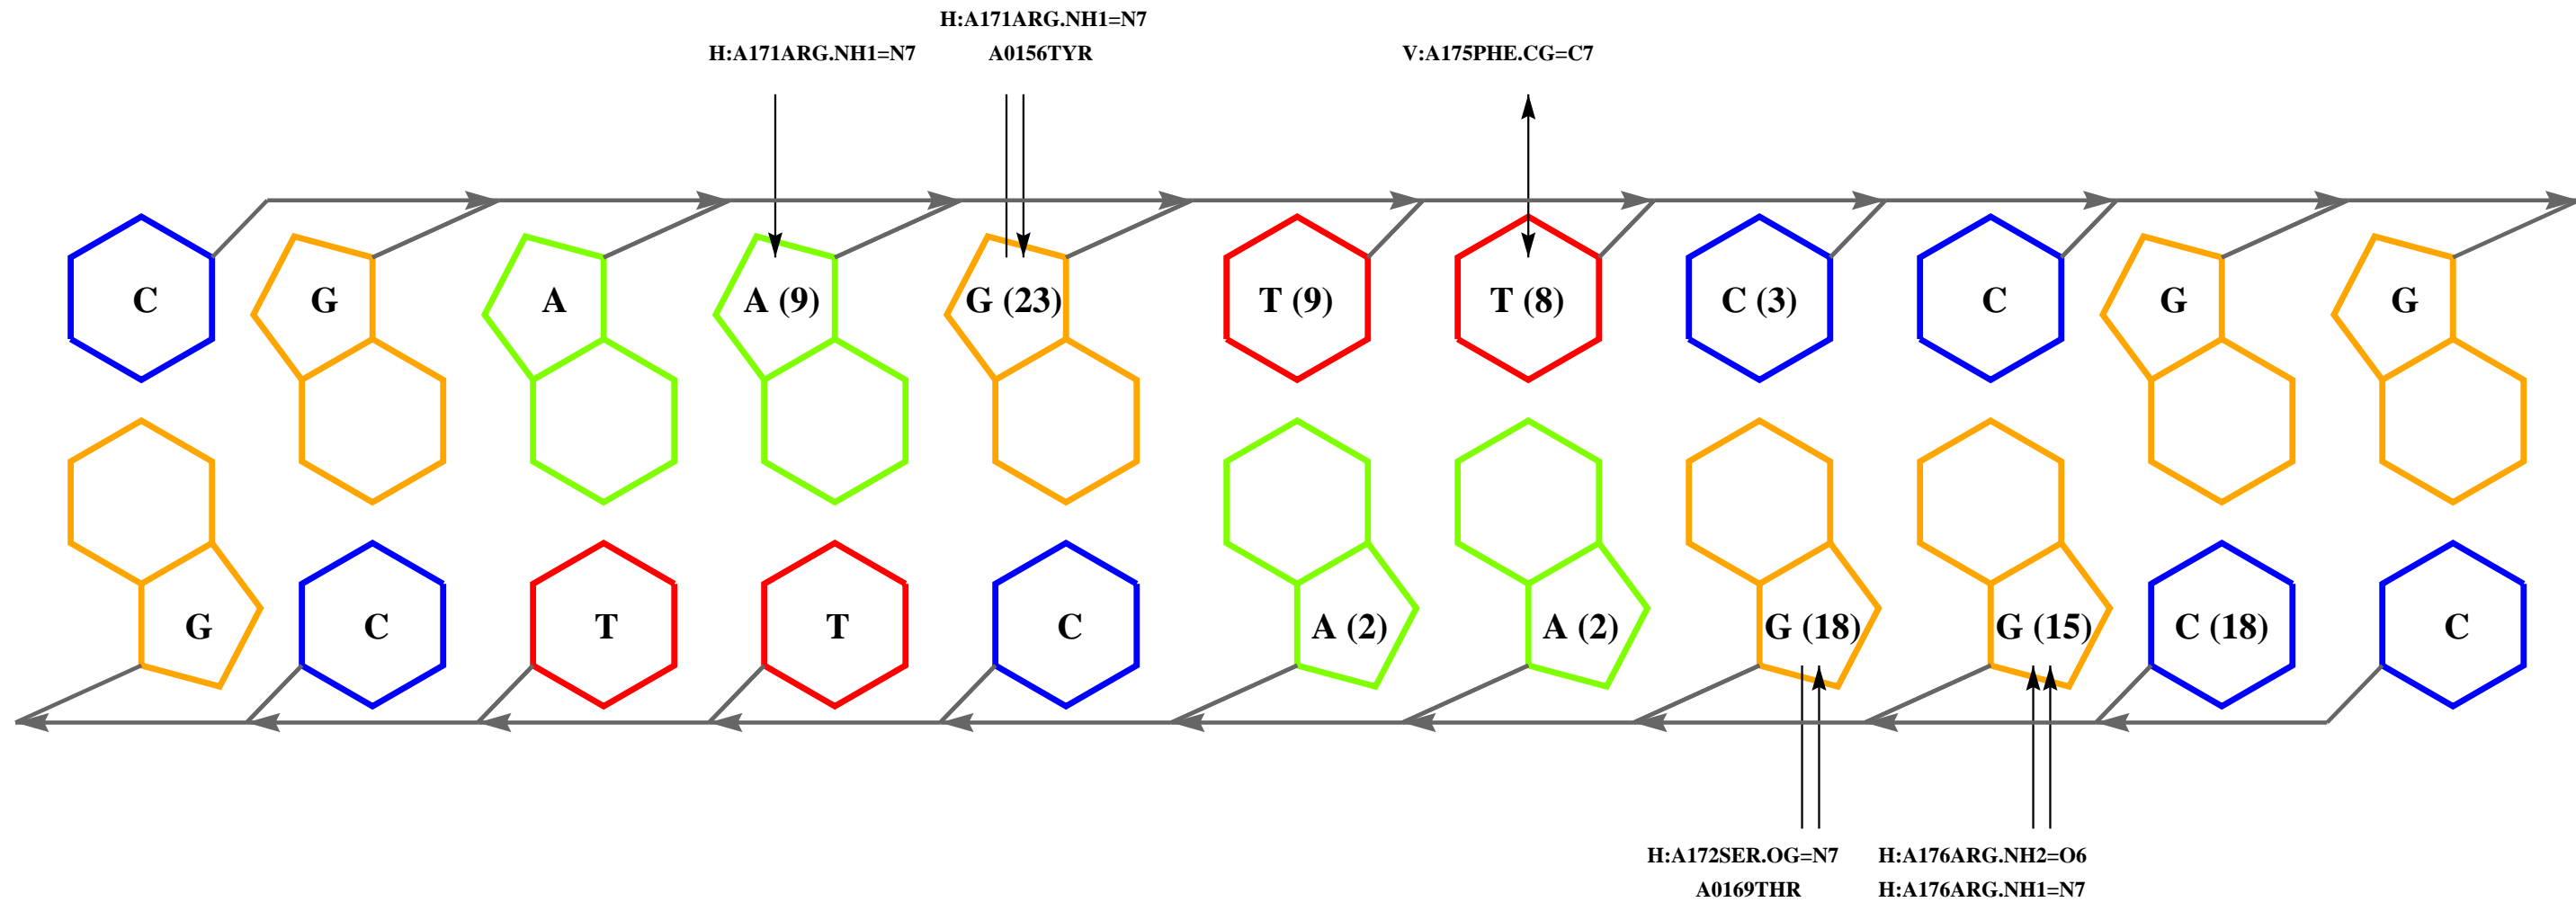 H:A171ARG.NH1=N7
H:A171ARG.NH1=N7
A0156TYR
V:A175PHE.CG=C7
C G A A (9) G (23) T (9) T (8) C (3) C G G
G C T T C A (2) A (2) G (18) G (15) C (18) C
H:A172SER.OG=N7
A0169THR
H:A176ARG.NH2=O6
H:A176ARG.NH1=N7